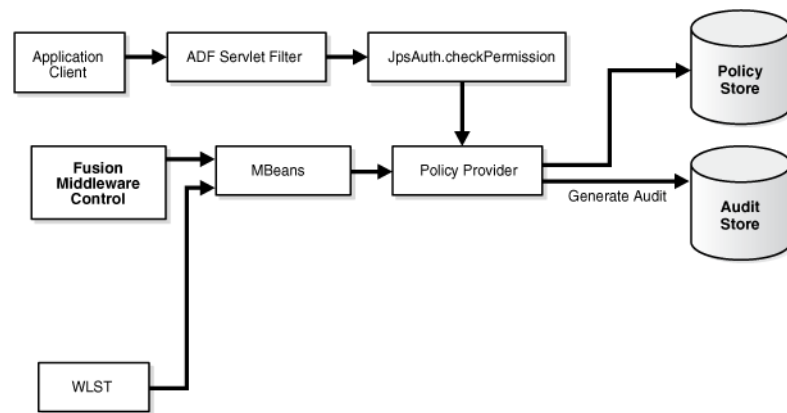 Application
Client
ADF Servlet Filter
JpsAuth.checkPermission
Policy
Store
Fusion
Middleware
Control
MBeans
Policy Provider
Generate Audit
Audit
Store
WLST